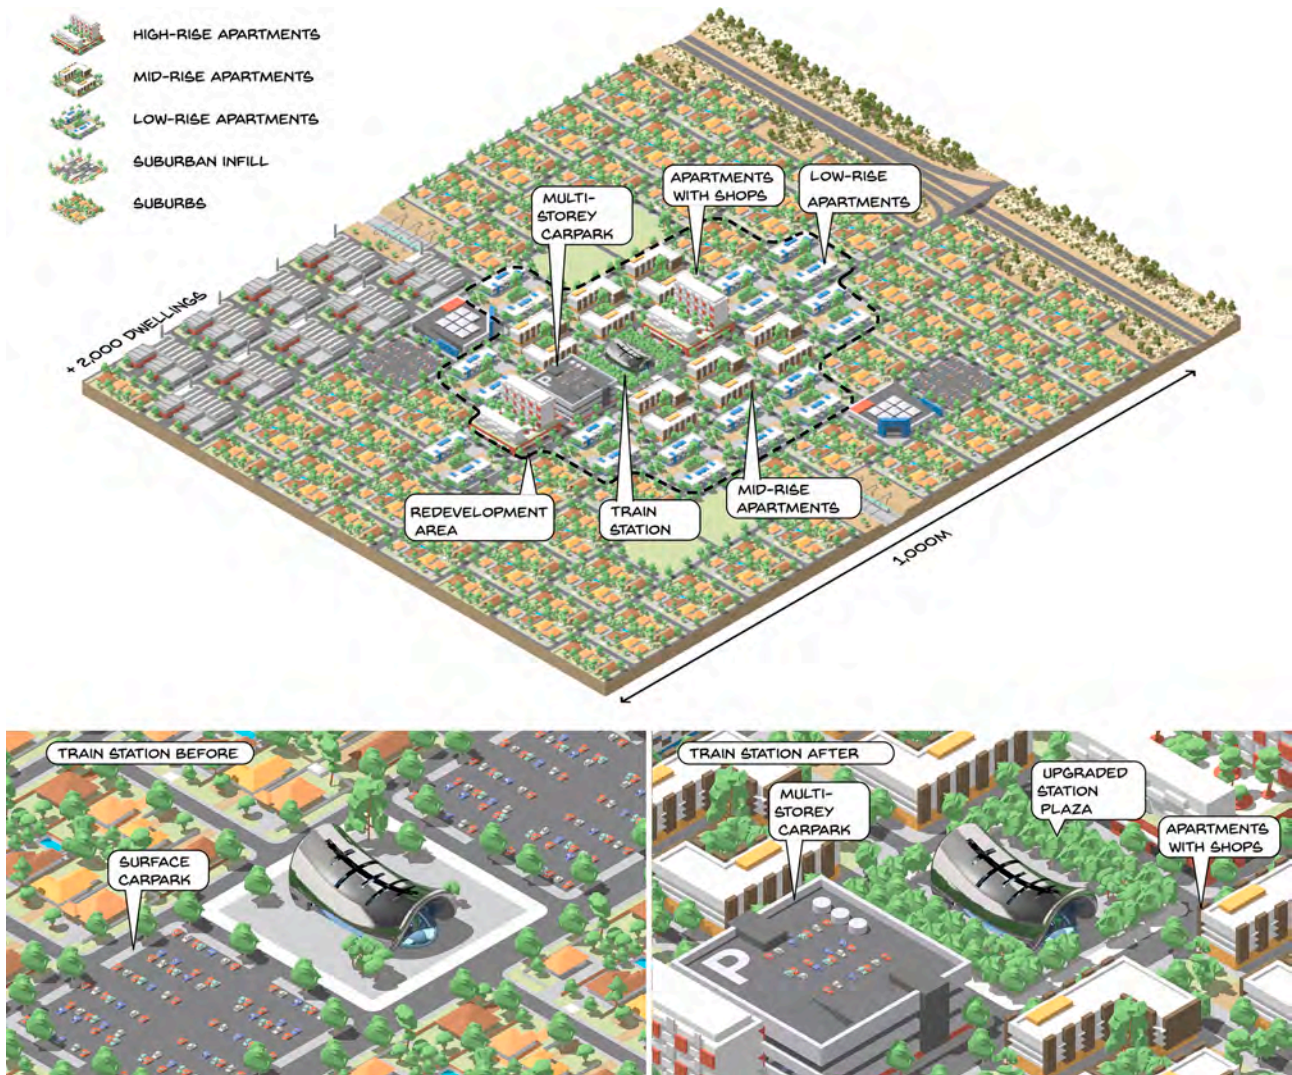 HIGH-RISE APARTMENTS
MID-RISE APARTMENTS
LOW-RISE APARTMENTS
SUBURBAN INFILL
SUBURBS
MULTI-
STOREY
CARPARK
APARTMENTS
WITH SHOPS
LOW-RISE
APARTMENTS
+ 2,000 DWELLINGS
P
REDEVELOPMENT
AREA
TRAIN
STATION
MID-RISE
APARTMENTS
1,000M
TRAIN STATION BEFORE
SURFACE
CARPARK
TRAIN STATION AFTER
MULTI-
STOREY
CARPARK
UPGRADED
STATION
PLAZA
APARTMENTS
WITH SHOPS
P